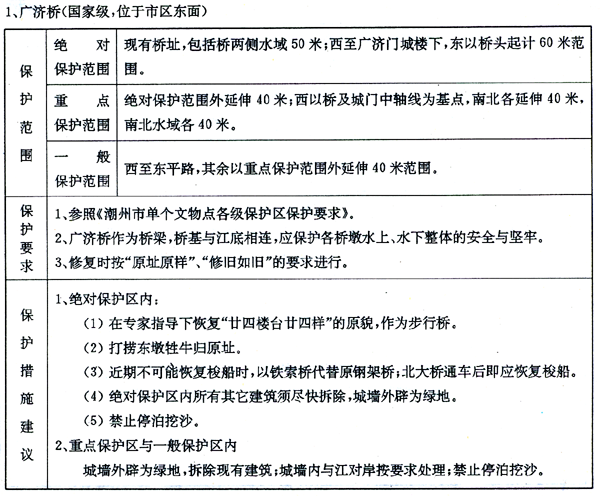 1、广济桥(国家级,位于市区东面)
保护范围
绝对保护范围
现有桥址,包括桥两侧水域50米;西至广济门城楼下,东以桥头起计60米范
围。
重点保护范围
绝对保护范围外延伸40米;西以桥及城门中轴线为基点,南北各延伸40米,
南北水域各40米。
一般保护范围
西至东平路,其余以重点保护范围外延伸40米范围。
保护要求
1、参照《潮州市单个文物点各级保护区保护要求》。
2、广济桥作为桥梁,桥基与江底相连,应保护各桥墩水上、水下整体的安全与坚牢。
3、修复时按“原址原样”、“修旧如旧”的要求进行。
保护措施建议
1、绝对保护区内:
(1)在专家指导下恢复“廿四楼台廿四样”的原貌,作为步行桥。
(2)打捞东墩牲牛归原址。
(3)近期不可能恢复梭船时,以铁索桥代替原钢架桥;北大桥通车后即应恢复梭船。
(4)绝对保护区内所有其它建筑须尽快拆除,城墙外辟为绿地。
(5)禁止停泊挖沙。
2、重点保护区与一般保护区内
城墙外辟为绿地,拆除现有建筑;城墙内与江对岸按要求处理;禁止停泊挖沙。